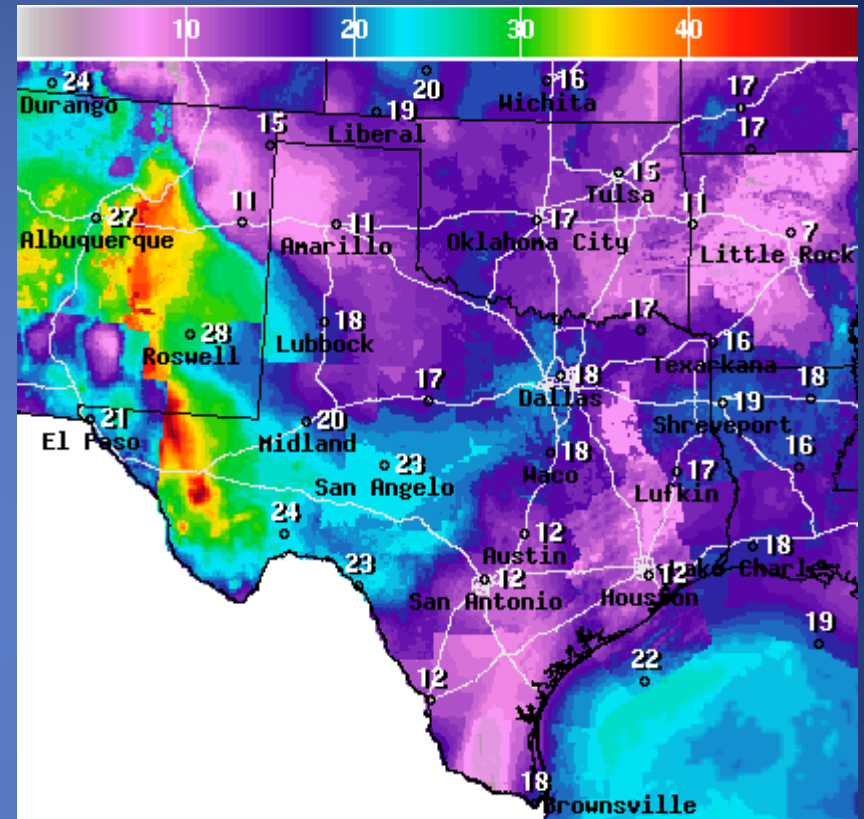 10 20 30 40
24 20 16 17
Durango Wichita
19
Liberal
15 17
15
Tulsa
27 11 11 17 11 7
Albuquerque Amarillo Oklahoma City Little Rock
28 18 17 16
Roswell Lubbock Texarkana
17 18 19 18
Dallas
21 20 Shreveport
El Paso Midland
23 18 17 16
San Angelo Waco Lufkin
24 12 18
Austin
23 12 12 Lake Charles
San Antonio Houston
19
12 22
18
Brownsville